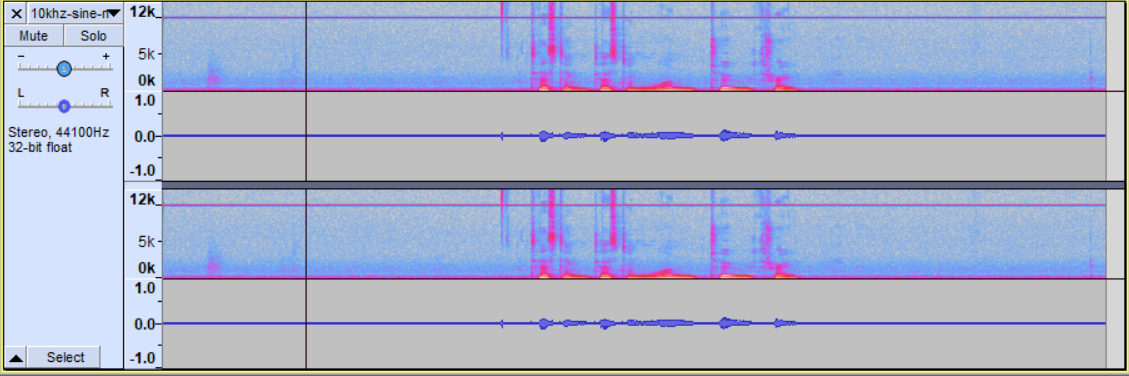 10khz-sine-n
Mute Solo
- +
L R
Stereo, 44100Hz
32-bit float
Select
12k
5k
0k
1.0
0.0
-1.0
12k
5k
0k
1.0
0.0
-1.0